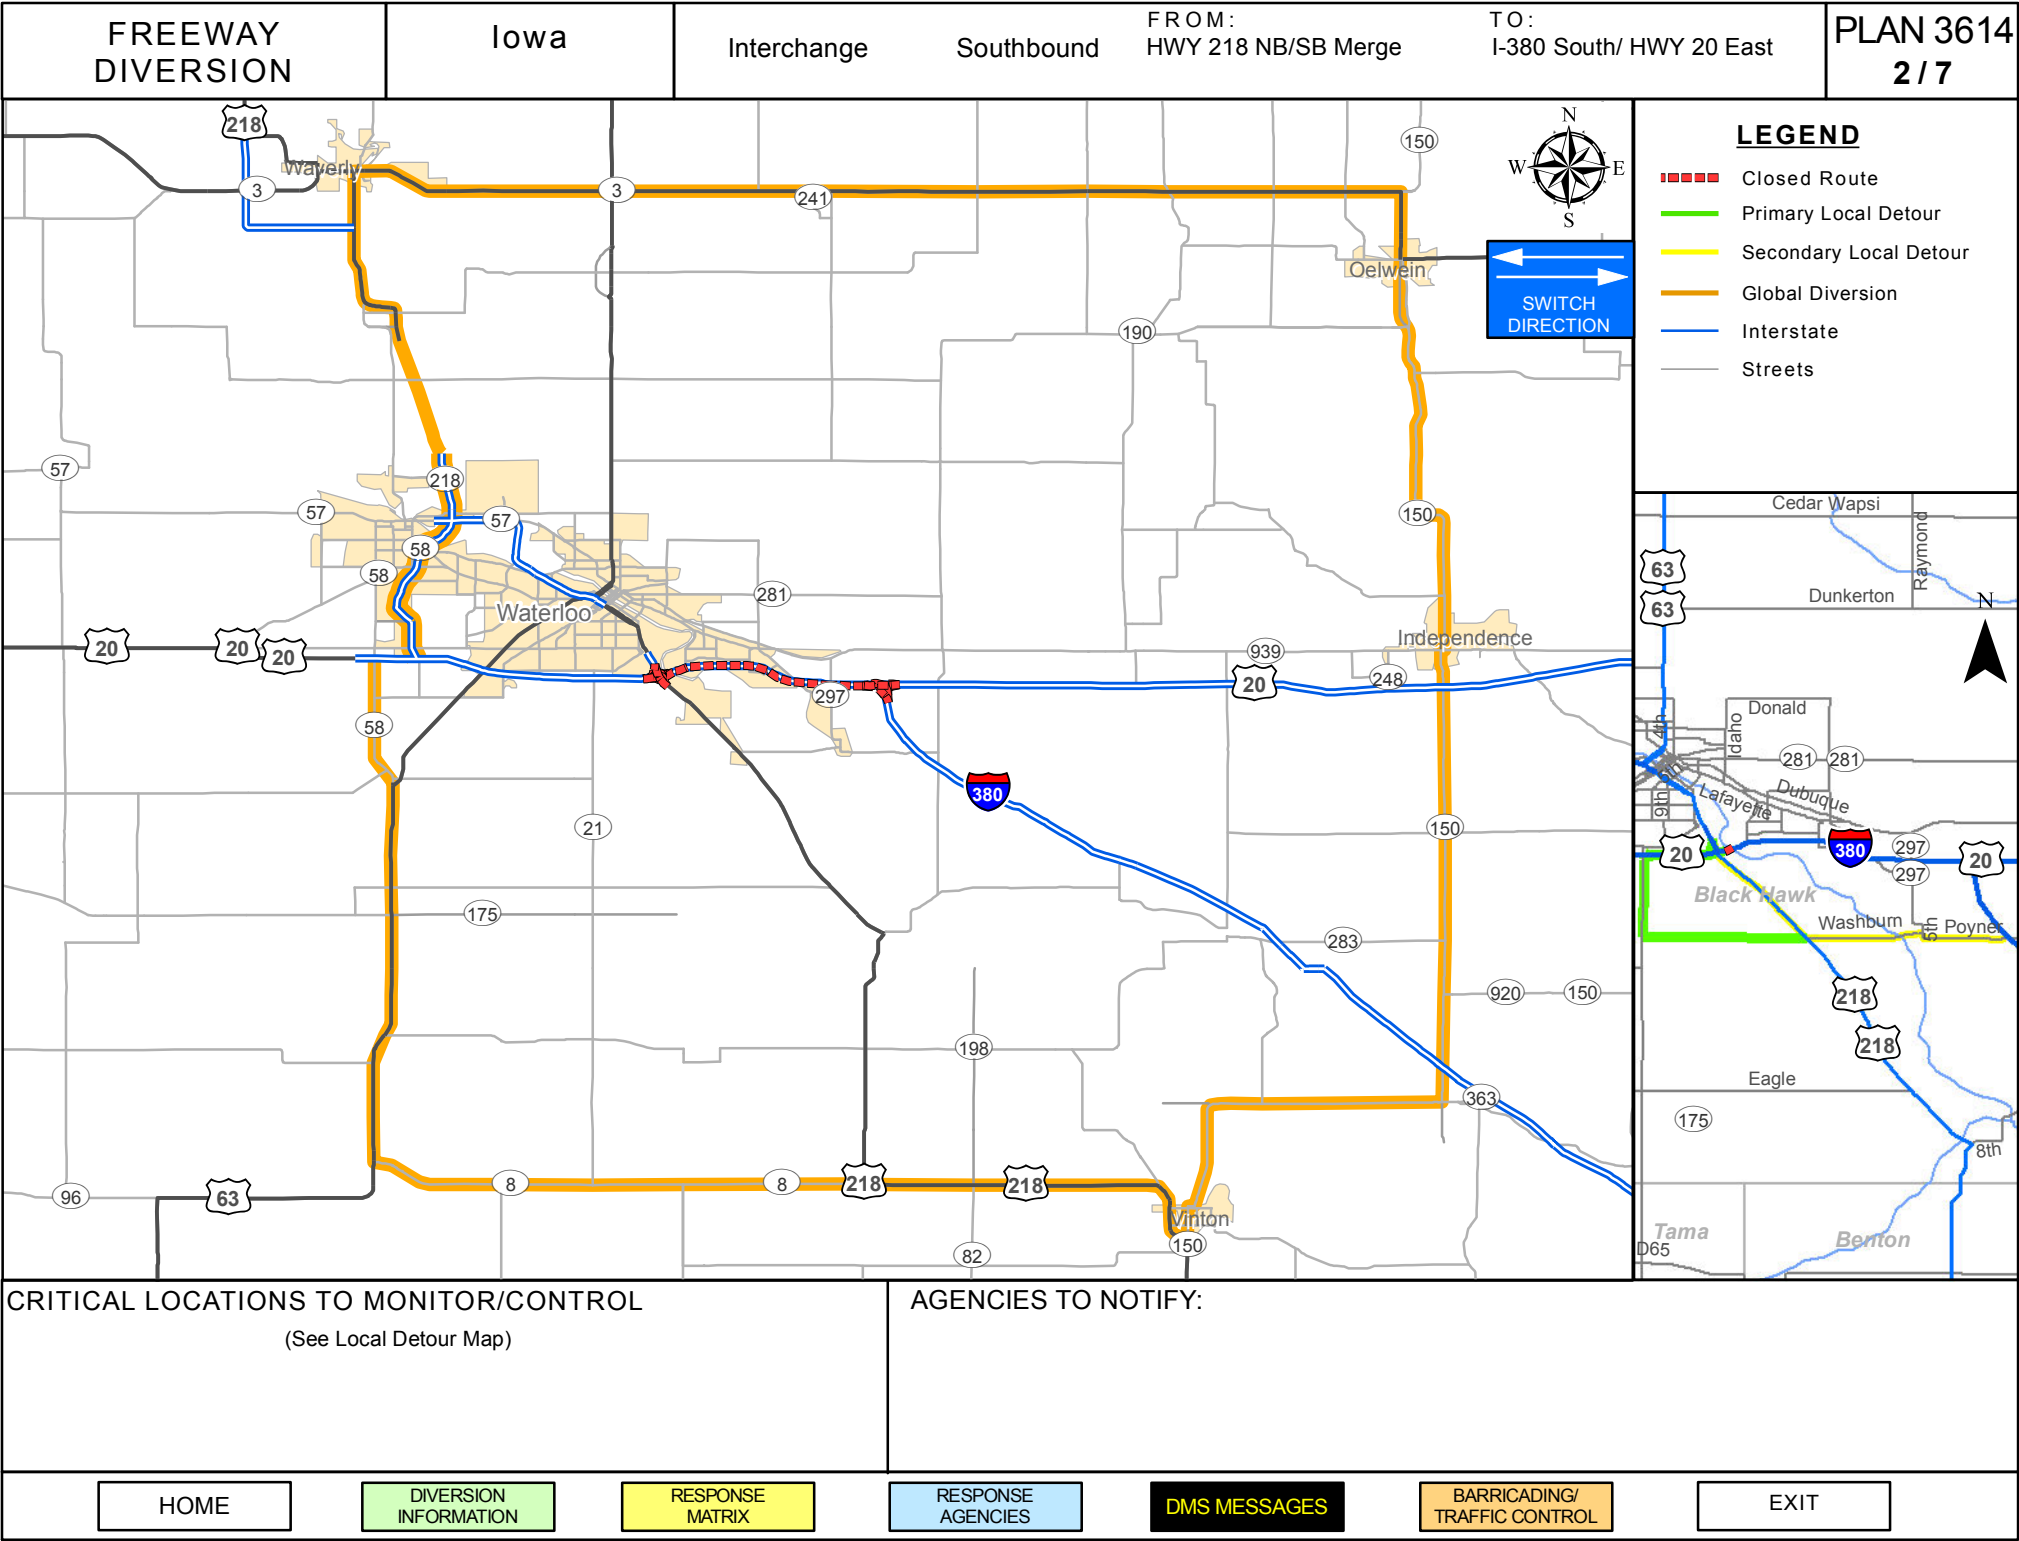 FREEWAY
DIVERSION
Iowa
Interchange
Southbound
FROM:
HWY 218 NB/SB Merge
TO:
I-380 South/ HWY 20 East
PLAN 3614
2 / 7
218
Waverly
3
3
241
150
N
W
E
S
Oelwein
SWITCH
DIRECTION
190
57
218
57
57
150
58
58
281
Waterloo
Independence
20
20
20
939
248
20
297
58
380
21
150
175
283
920
150
198
363
96
63
8
8
218
218
Vinton
150
82
LEGEND
Closed Route
Primary Local Detour
Secondary Local Detour
Global Diversion
Interstate
Streets
Cedar Wapsi
Raymond
63
63
Dunkerton
N
4th
Idaho
Donald
281
281
5th
9th
Lafayette
Dubuque
20
380
297
297
20
Black Hawk
Washburn
5th
Poyner
218
218
Eagle
175
8th
Tama
D65
Benton
CRITICAL LOCATIONS TO MONITOR/CONTROL
(See Local Detour Map)
AGENCIES TO NOTIFY:
HOME
DIVERSION
INFORMATION
RESPONSE
MATRIX
RESPONSE
AGENCIES
DMS MESSAGES
BARRICADING/
TRAFFIC CONTROL
EXIT